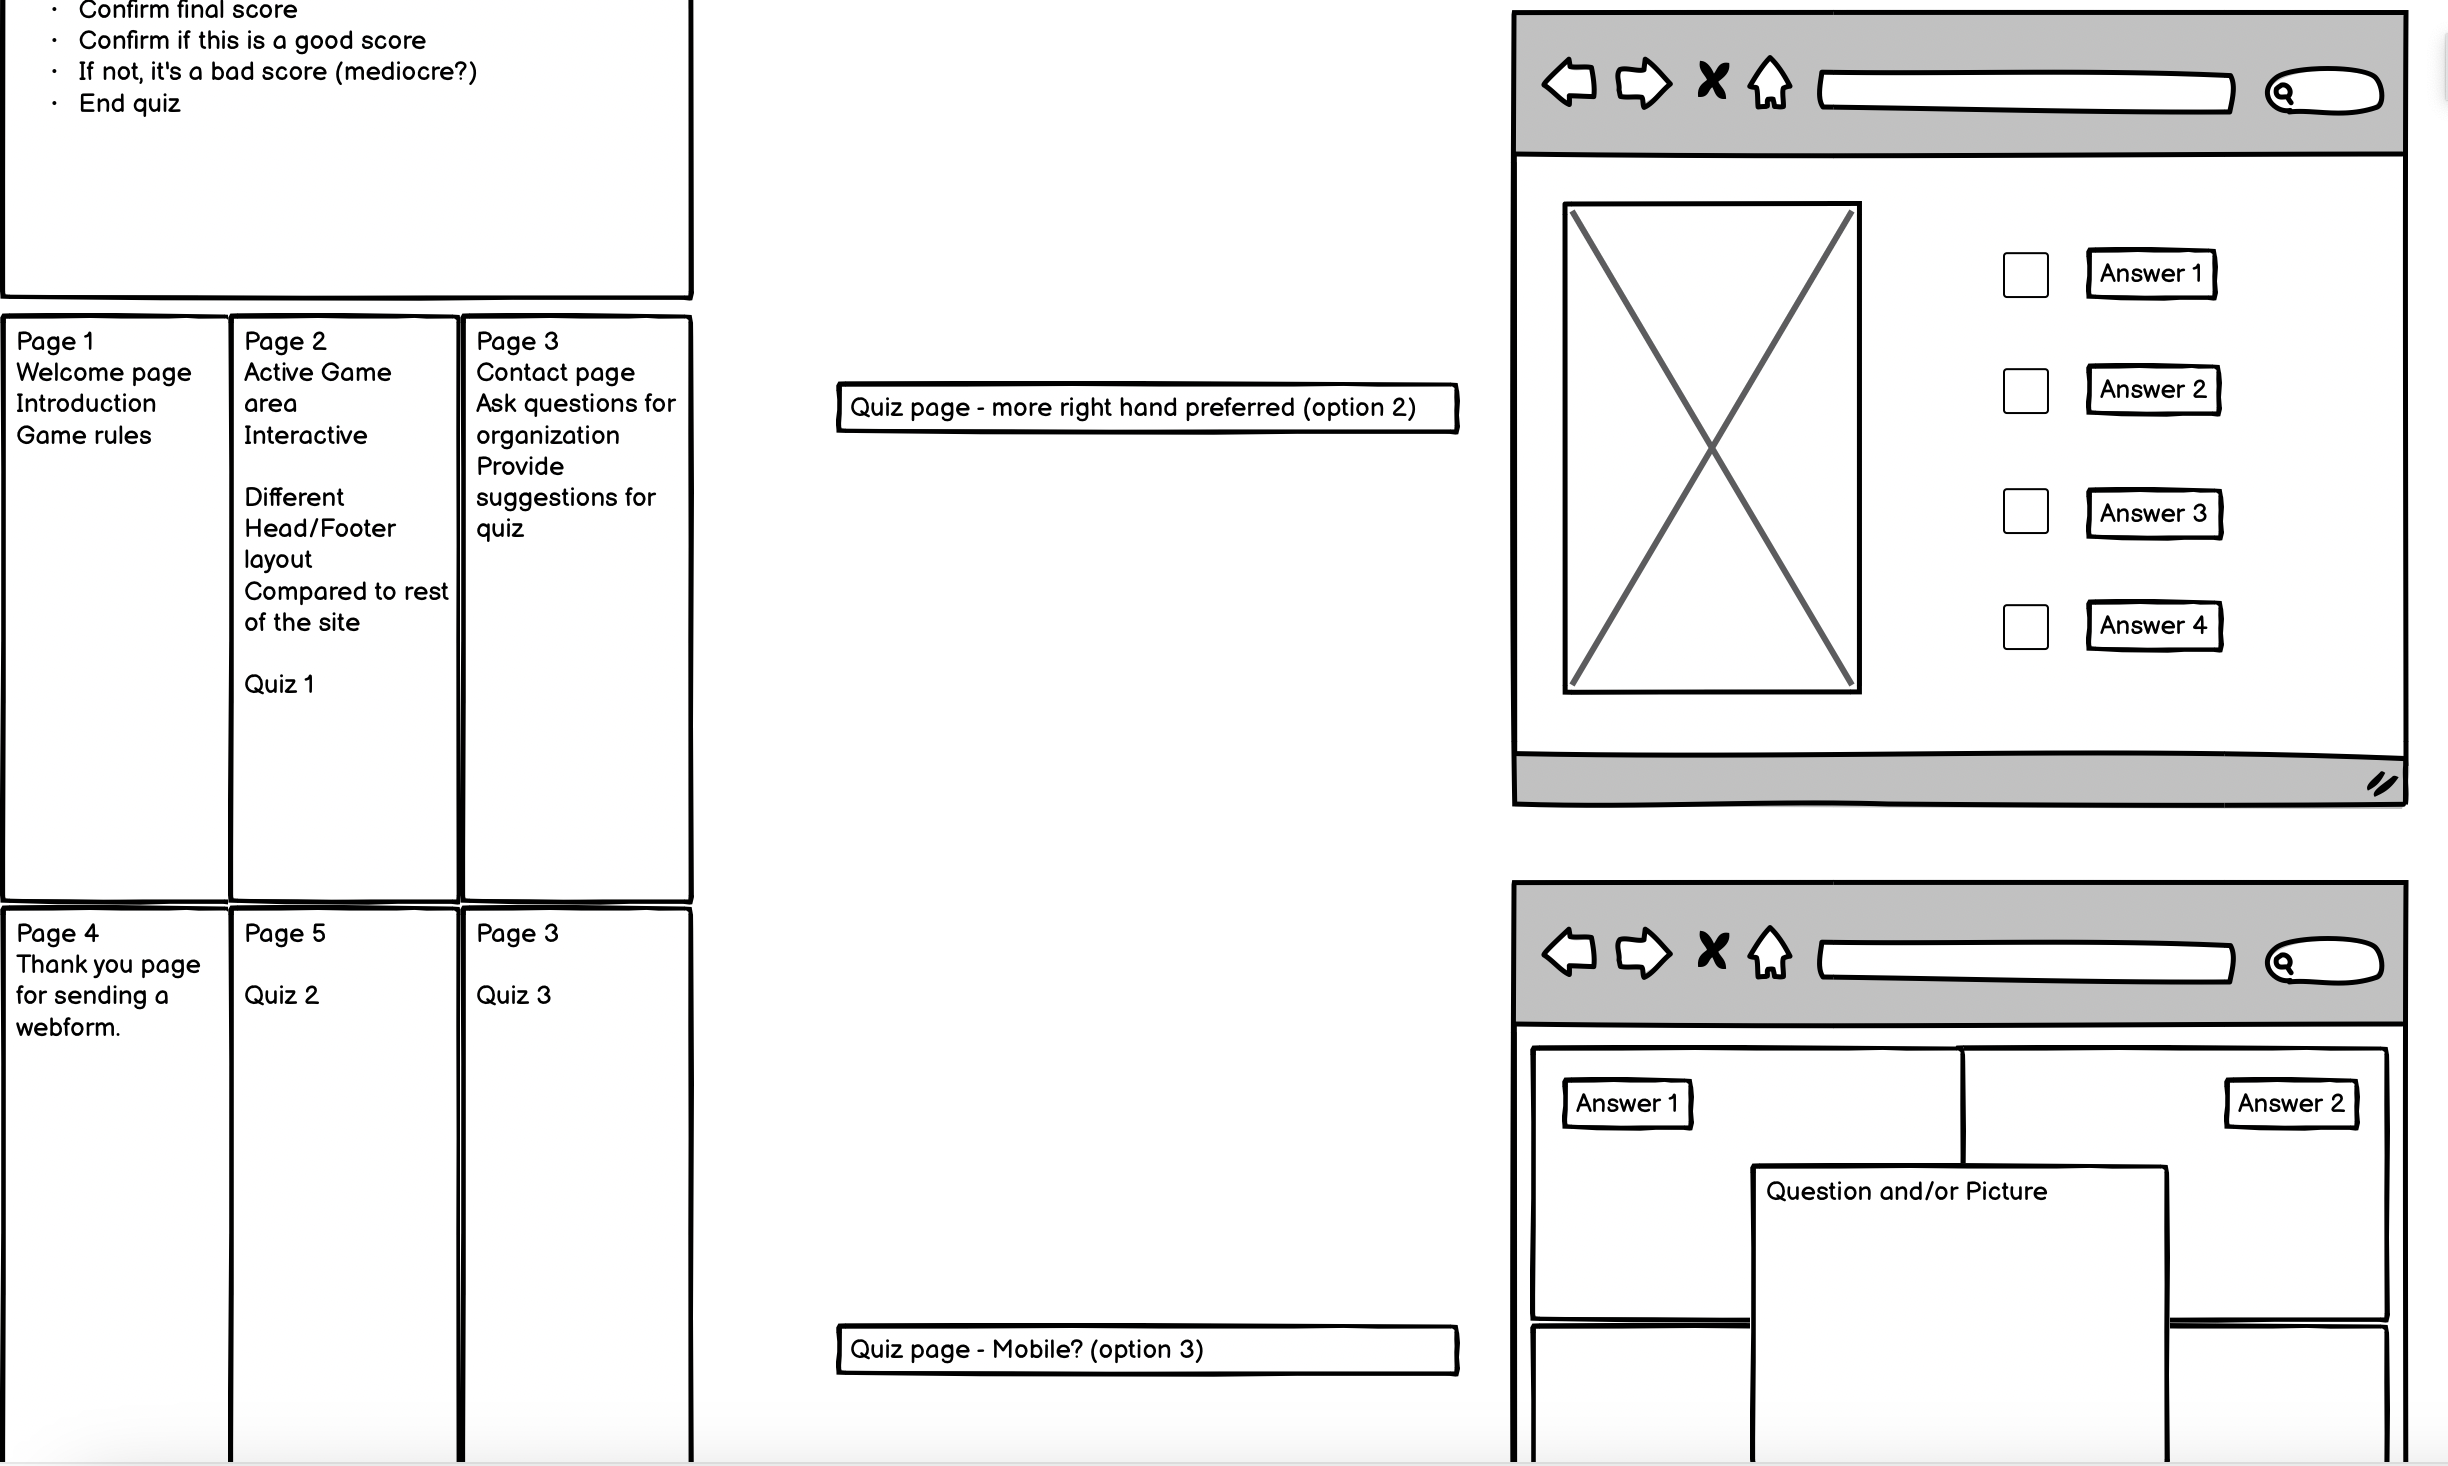 · Confirm final score
· Confirm if this is a good score
· If not, it's a bad score (mediocre?)
· End quiz
Page 1
Welcome page
Introduction
Game rules
Page 2
Active Game
area
Interactive
Different
Head/Footer
layout
Compared to rest
of the site
Quiz 1
Page 3
Contact page
Ask questions for
organization
Provide
suggestions for
quiz
Page 4
Thank you page
for sending a
webform.
Page 5
Quiz 2
Page 3
Quiz 3
Quiz page - more right hand preferred (option 2)
Answer 1
Answer 2
Answer 3
Answer 4
Quiz page - Mobile? (option 3)
Answer 1
Answer 2
Question and/or Picture